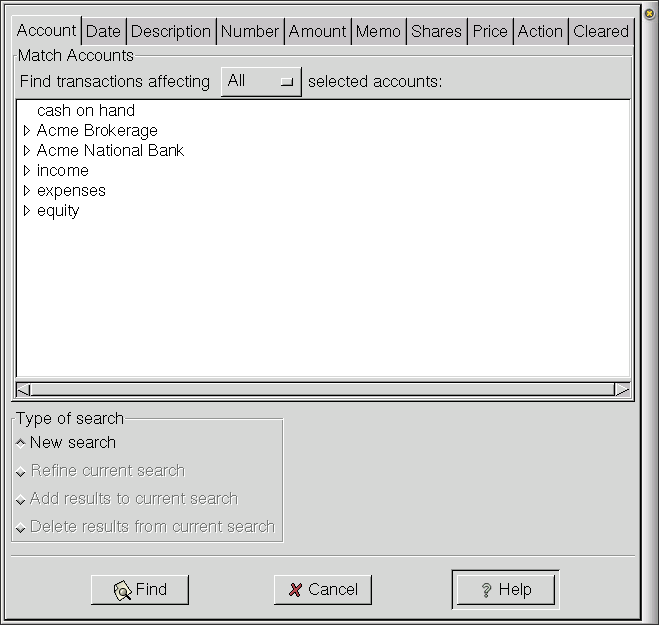 Account Date Description Number Amount Memo Shares Price Action Cleared
Match Accounts
Find transactions affecting All selected accounts:
cash on hand
Acme Brokerage
Acme National Bank
income
expenses
equity
Type of search
New search
Refine current search
Add results to current search
Delete results from current search
Find Cancel ? Help